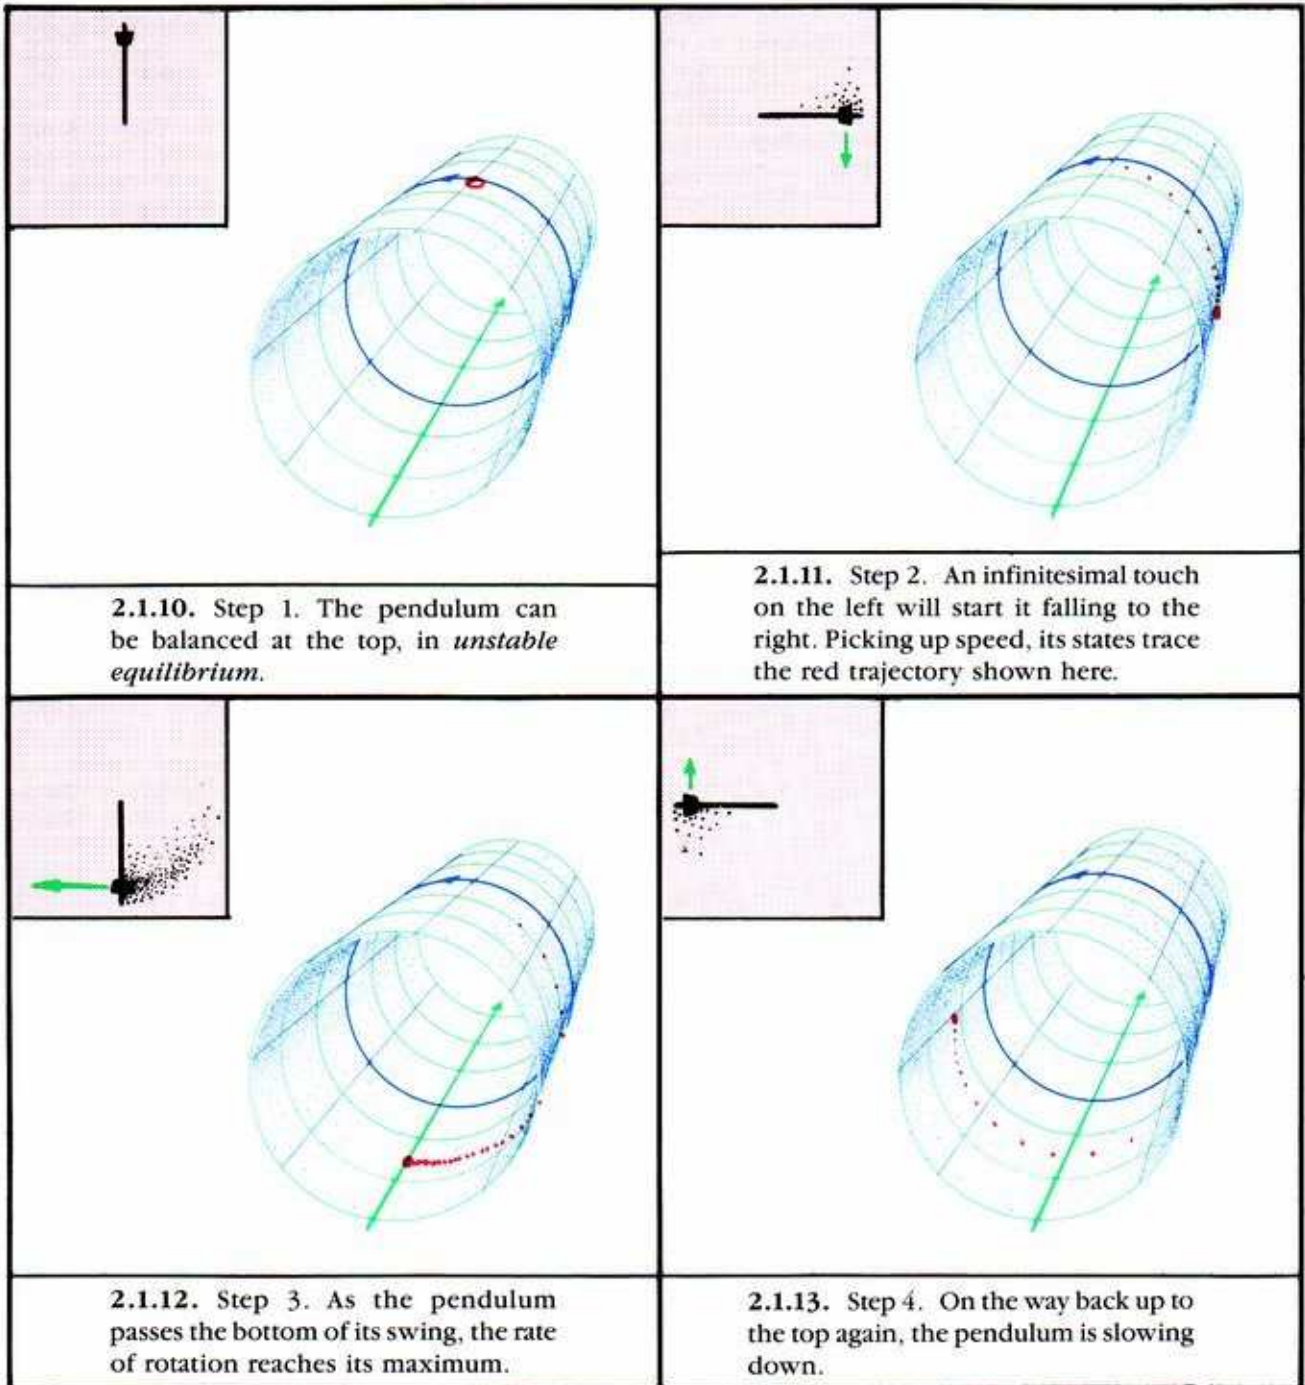 2.1.10. Step 1. The pendulum can
be balanced at the top, in unstable
equilibrium.
2.1.11. Step 2. An infinitesimal touch
on the left will start it falling to the
right. Picking up speed, its states trace
the red trajectory shown here.
2.1.12. Step 3. As the pendulum
passes the bottom of its swing, the rate
of rotation reaches its maximum.
2.1.13. Step 4. On the way back up to
the top again, the pendulum is slowing
down.